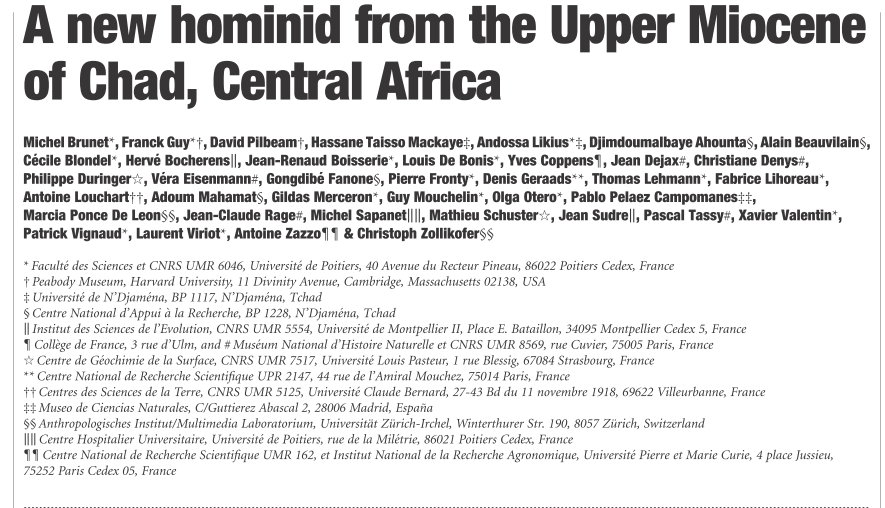 A new hominid from the Upper Miocene
of Chad, Central Africa
Michel Brunet*, Franck Guy*†, David Pilbeam†, Hassane Taisso Mackaye‡, Andossa Likius*‡, Djimdoumalbaye Ahounta§, Alain Beauvilain§,
Cécile Blondel*, Hervé Bocherens||, Jean-Renaud Boisserie*, Louis De Bonis*, Yves Coppens¶, Jean Dejax#, Christiane Denys#,
Philippe Duringer☆, Véra Eisenmann#, Gongdibé Fanone§, Pierre Fronty*, Denis Geraads**, Thomas Lehmann*, Fabrice Lihoreau*,
Antoine Louchart††, Adoum Mahamat§, Gildas Merceron*, Guy Mouchelin*, Olga Otero*, Pablo Pelaez Campomanes‡‡,
Marcia Ponce De Leon§§, Jean-Claude Rage#, Michel Sapanet||||, Mathieu Schuster☆, Jean Sudre||, Pascal Tassy#, Xavier Valentin*,
Patrick Vignaud*, Laurent Viriot*, Antoine Zazzo¶¶ & Christoph Zollikofer§§
* Faculté des Sciences et CNRS UMR 6046, Université de Poitiers, 40 Avenue du Recteur Pineau, 86022 Poitiers Cedex, France
† Peabody Museum, Harvard University, 11 Divinity Avenue, Cambridge, Massachusetts 02138, USA
‡ Université de N'Djaména, BP 1117, N'Djaména, Tchad
§ Centre National d'Appui à la Recherche, BP 1228, N'Djaména, Tchad
|| Institut des Sciences de l'Evolution, CNRS UMR 5554, Université de Montpellier II, Place E. Bataillon, 34095 Montpellier Cedex 5, France
¶ Collège de France, 3 rue d'Ulm, and # Muséum National d'Histoire Naturelle et CNRS UMR 8569, rue Cuvier, 75005 Paris, France
☆ Centre de Géochimie de la Surface, CNRS UMR 7517, Université Louis Pasteur, 1 rue Blessig, 67084 Strasbourg, France
** Centre National de Recherche Scientifique UPR 2147, 44 rue de l'Amiral Mouchez, 75014 Paris, France
†† Centres des Sciences de la Terre, CNRS UMR 5125, Université Claude Bernard, 27-43 Bd du 11 novembre 1918, 69622 Villeurbanne, France
‡‡ Museo de Ciencias Naturales, C/Guttierez Abascal 2, 28006 Madrid, España
§§ Anthropologisches Institut/Multimedia Laboratorium, Universität Zürich-Irchel, Winterthurer Str. 190, 8057 Zürich, Switzerland
|||| Centre Hospitalier Universitaire, Université de Poitiers, rue de la Milétrie, 86021 Poitiers Cedex, France
¶¶ Centre National de Recherche Scientifique UMR 162, et Institut National de la Recherche Agronomique, Université Pierre et Marie Curie, 4 place Jussieu,
75252 Paris Cedex 05, France